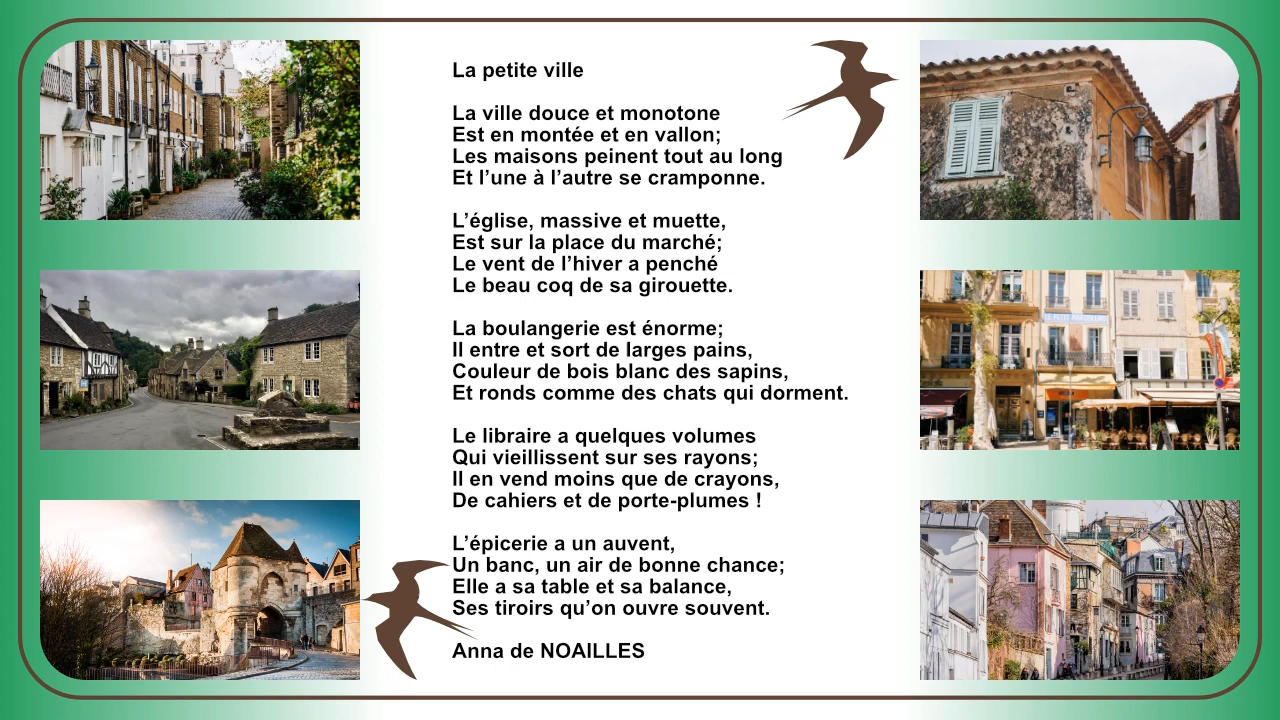 La petite ville
La ville douce et monotone
Est en montée et en vallon;
Les maisons peinent tout au long
Et l’une à l’autre se cramponne.
L’église, massive et muette,
Est sur la place du marché;
Le vent de l’hiver a penché
Le beau coq de sa girouette.
La boulangerie est énorme;
Il entre et sort de larges pains,
Couleur de bois blanc des sapins,
Et ronds comme des chats qui dorment.
Le libraire a quelques volumes
Qui vieillissent sur ses rayons;
Il en vend moins que de crayons,
De cahiers et de porte-plumes !
L’épicerie a un auvent,
Un banc, un air de bonne chance;
Elle a sa table et sa balance,
Ses tiroirs qu’on ouvre souvent.
Anna de NOAILLES